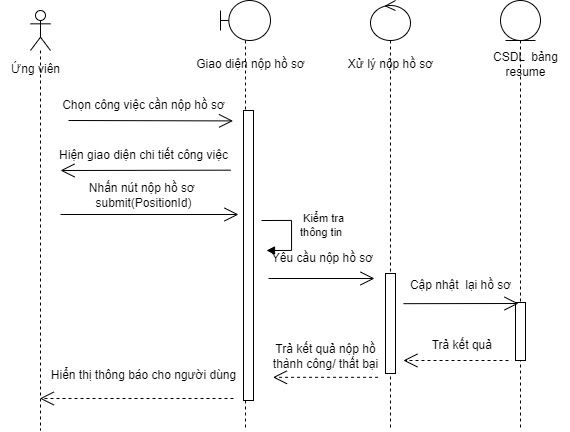 Ứng viên
Giao diện nộp hồ sơ
Xử lý nộp hồ sơ
CSDL bảng
resume
Chọn công việc cần nộp hồ sơ
Hiện giao diện chi tiết công việc
Nhấn nút nộp hồ sơ
submit(PositionId)
Kiểm tra
thông tin
Yêu cầu nộp hồ sơ
Cập nhật lại hồ sơ
Trả kết quả
Trả kết quả nộp hồ
thành công/ thất bại
Hiển thị thông báo cho người dùng